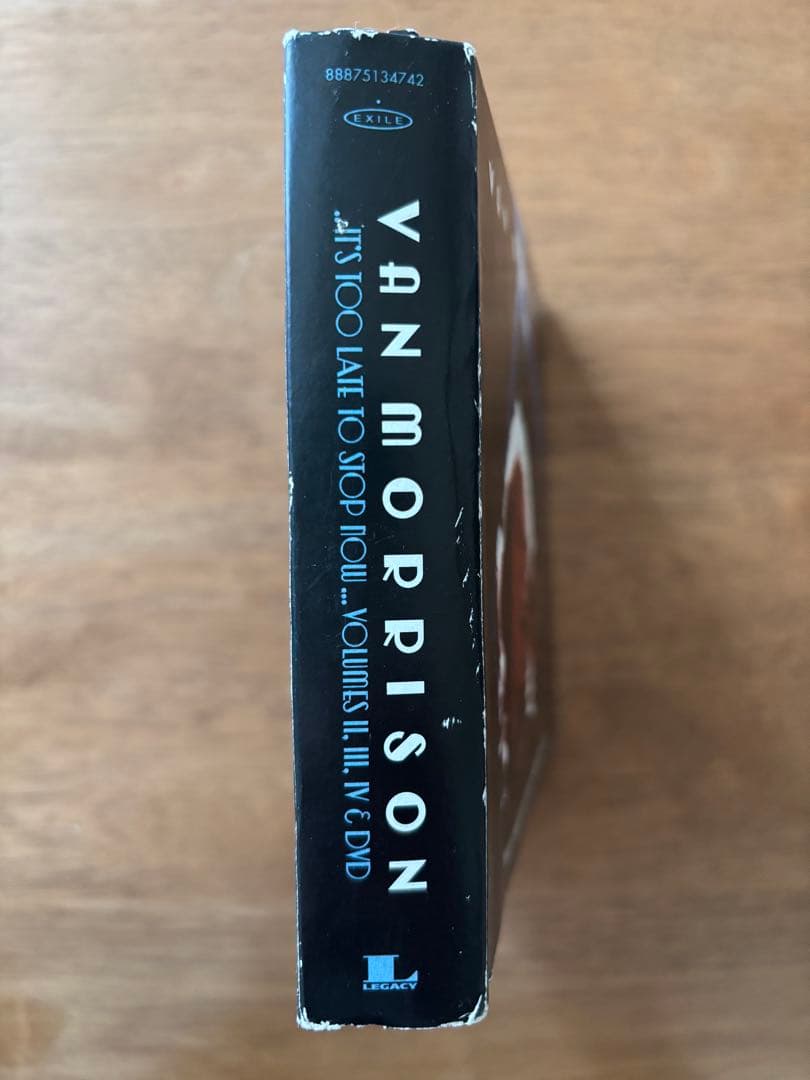 88875134742
EXILE
VAN MORRISON
...IT'S TOO LATE TO STOP NOW... VOLUMES II, III, IV & DVD
L
LEGACY